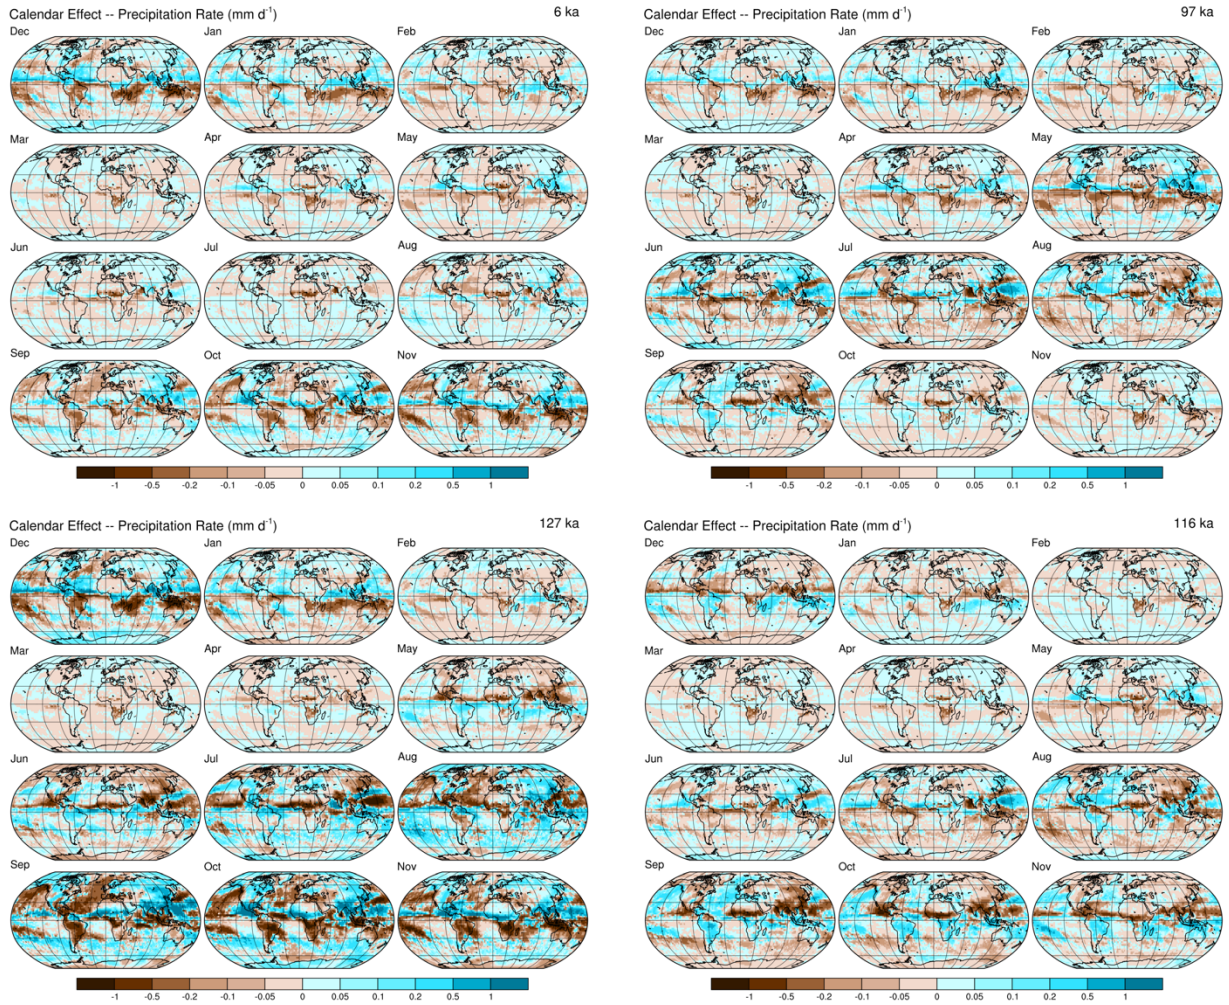 Calendar Effect -- Precipitation Rate (mm d⁻¹) 6 ka
Dec Jan Feb
Mar Apr May
Jun Jul Aug
Sep Oct Nov
-1 -0.5 -0.2 -0.1 -0.05 0 0.05 0.1 0.2 0.5 1
Calendar Effect -- Precipitation Rate (mm d⁻¹) 97 ka
Dec Jan Feb
Mar Apr May
Jun Jul Aug
Sep Oct Nov
-1 -0.5 -0.2 -0.1 -0.05 0 0.05 0.1 0.2 0.5 1
Calendar Effect -- Precipitation Rate (mm d⁻¹) 127 ka
Dec Jan Feb
Mar Apr May
Jun Jul Aug
Sep Oct Nov
-1 -0.5 -0.2 -0.1 -0.05 0 0.05 0.1 0.2 0.5 1
Calendar Effect -- Precipitation Rate (mm d⁻¹) 116 ka
Dec Jan Feb
Mar Apr May
Jun Jul Aug
Sep Oct Nov
-1 -0.5 -0.2 -0.1 -0.05 0 0.05 0.1 0.2 0.5 1